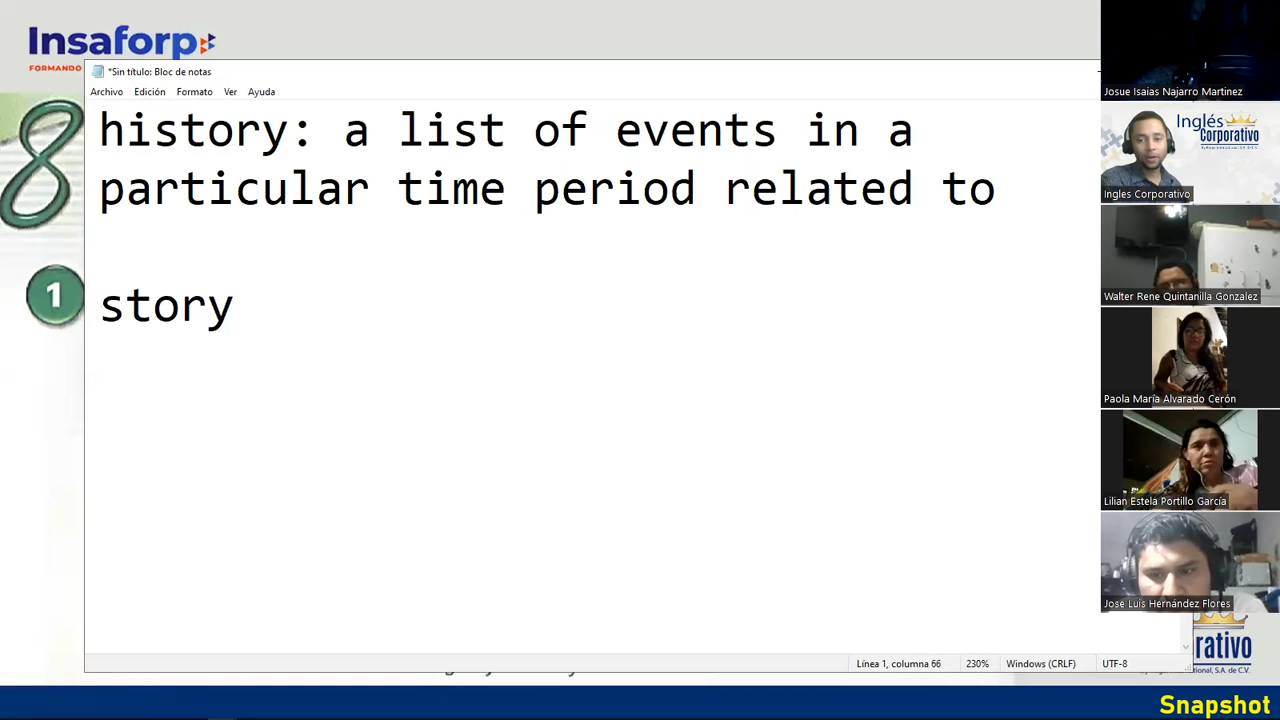 Insaforp
FORMANDO
*Sin título: Bloc de notas
Archivo Edición Formato Ver Ayuda
history: a list of events in a
particular time period related to
story
8
1
Línea 1, columna 66 230% Windows (CRLF) UTF-8
Josue Isaias Najarro Martinez
Inglés
Corporativo
Ingles Corporativo
Walter Rene Quintanilla Gonzalez
Paola María Alvarado Cerón
Lilian Estela Portillo García
Jose Luis Hernández Flores
rativo
national, S.A. de C.V.
Snapshot